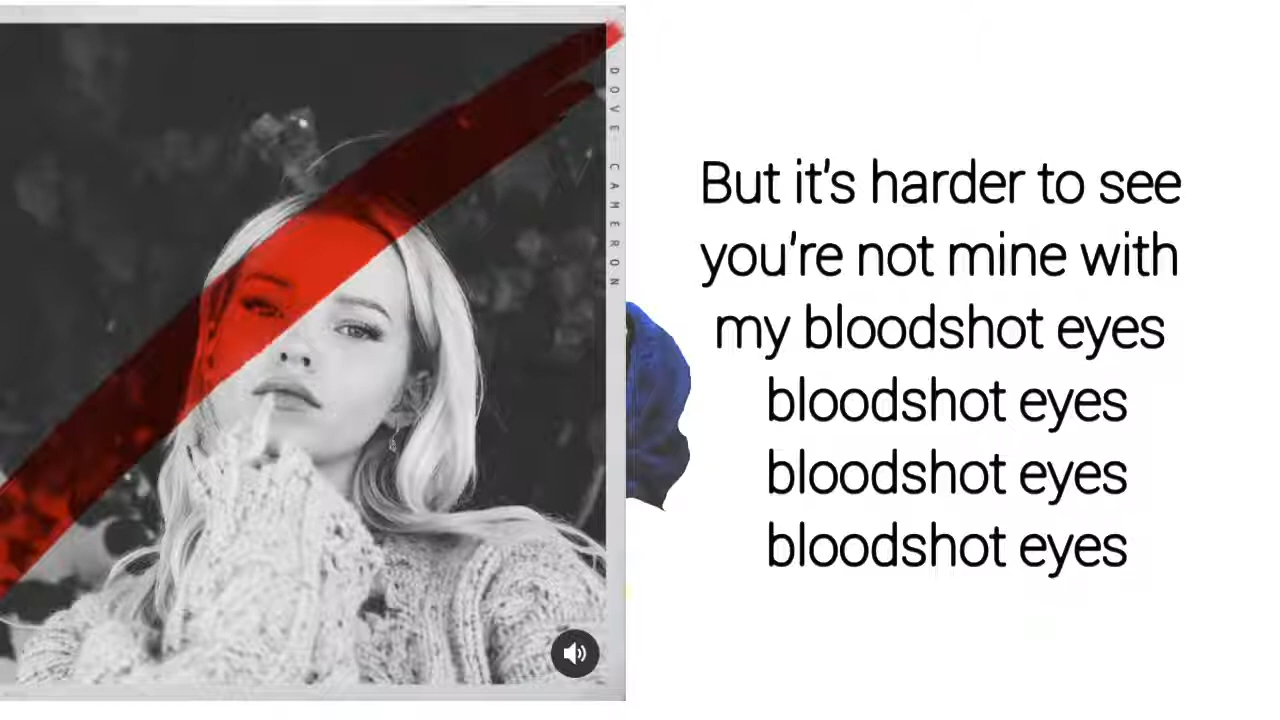 DOVE CAMERON
But it's harder to see
you're not mine with
my bloodshot eyes
bloodshot eyes
bloodshot eyes
bloodshot eyes